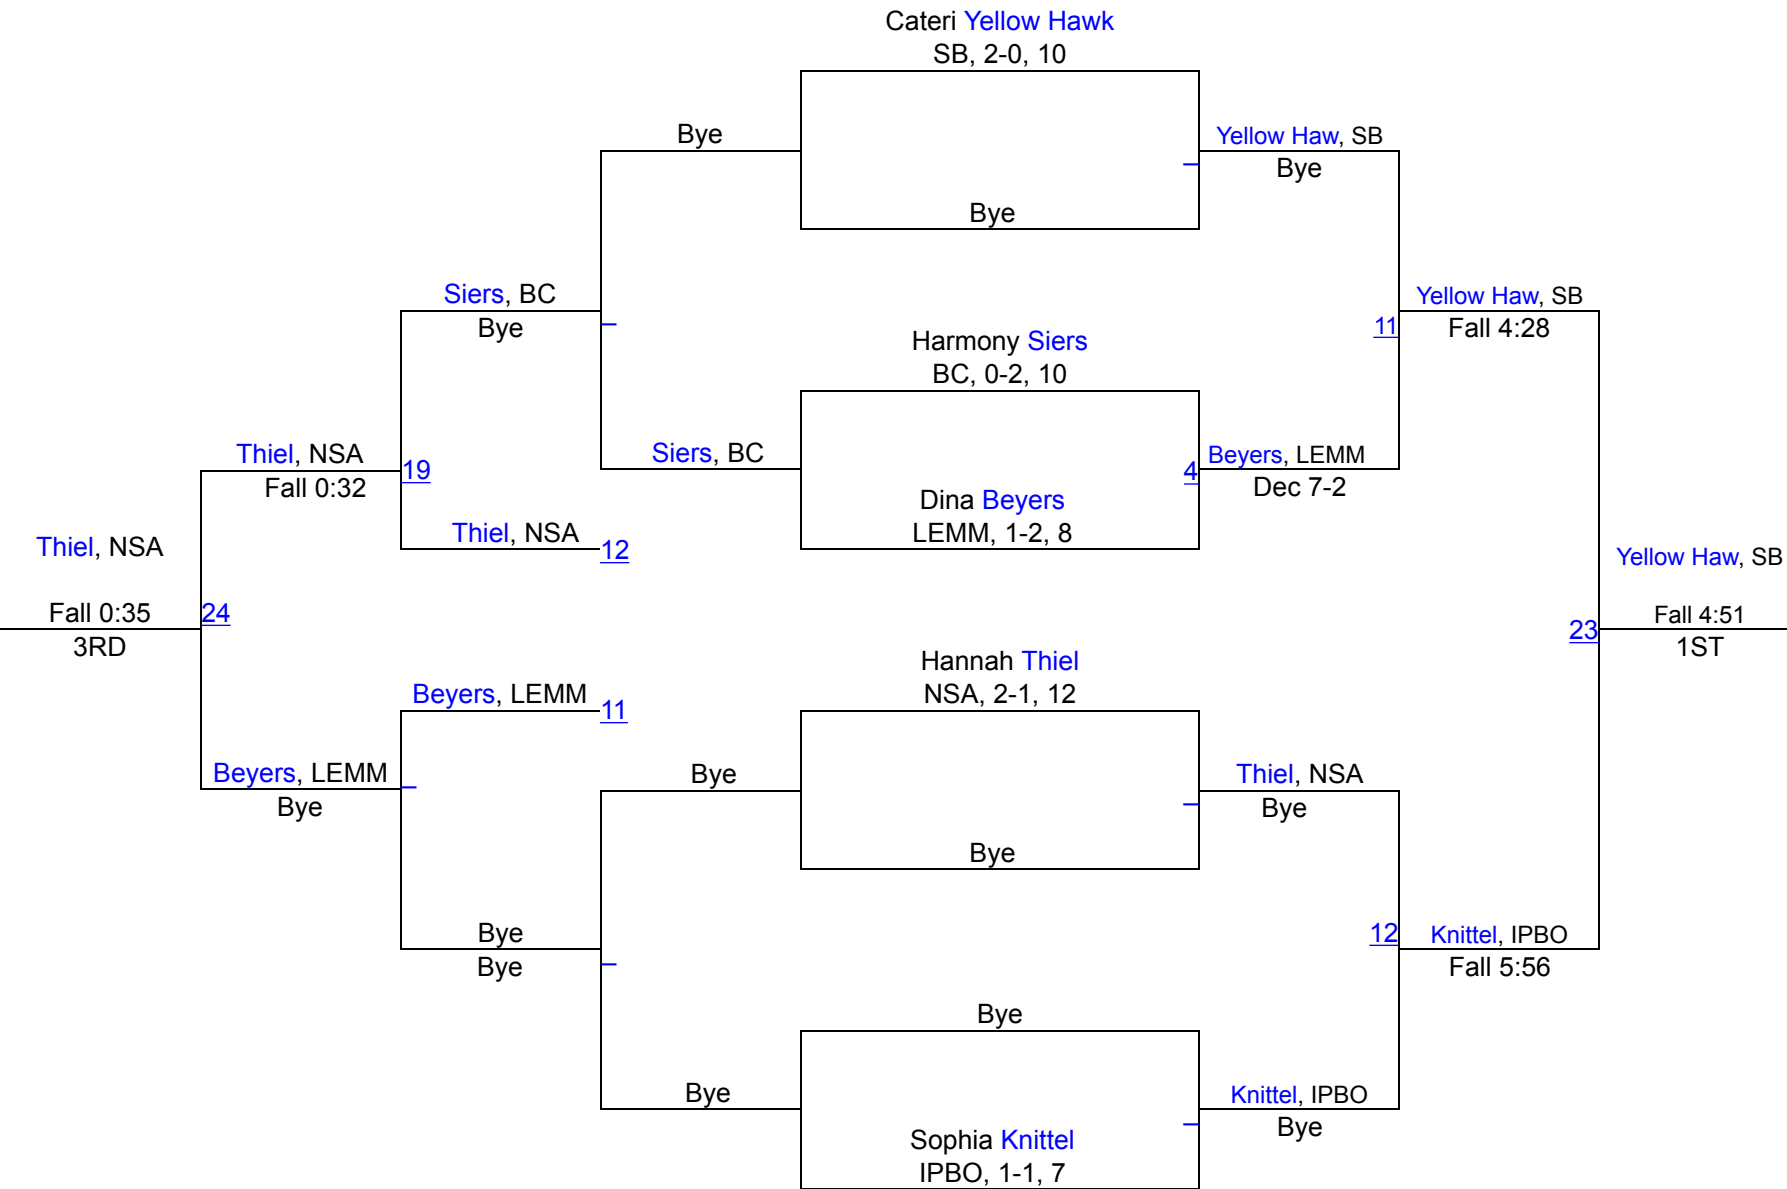 Cateri Yellow Hawk
SB, 2-0, 10
Bye
Yellow Haw, SB
Bye
Bye
Siers, BC
Bye
Yellow Haw, SB
11
Fall 4:28
Harmony Siers
BC, 0-2, 10
Thiel, NSA
19
Fall 0:32
Siers, BC
4
Beyers, LEMM
Dec 7-2
Dina Beyers
LEMM, 1-2, 8
Thiel, NSA
12
Thiel, NSA
Fall 0:35
24
3RD
Yellow Haw, SB
Fall 4:51
23
1ST
Hannah Thiel
NSA, 2-1, 12
Beyers, LEMM
11
Beyers, LEMM
Bye
Bye
Thiel, NSA
Bye
Bye
Bye
Bye
12
Knittel, IPBO
Fall 5:56
Bye
Bye
Knittel, IPBO
Bye
Sophia Knittel
IPBO, 1-1, 7